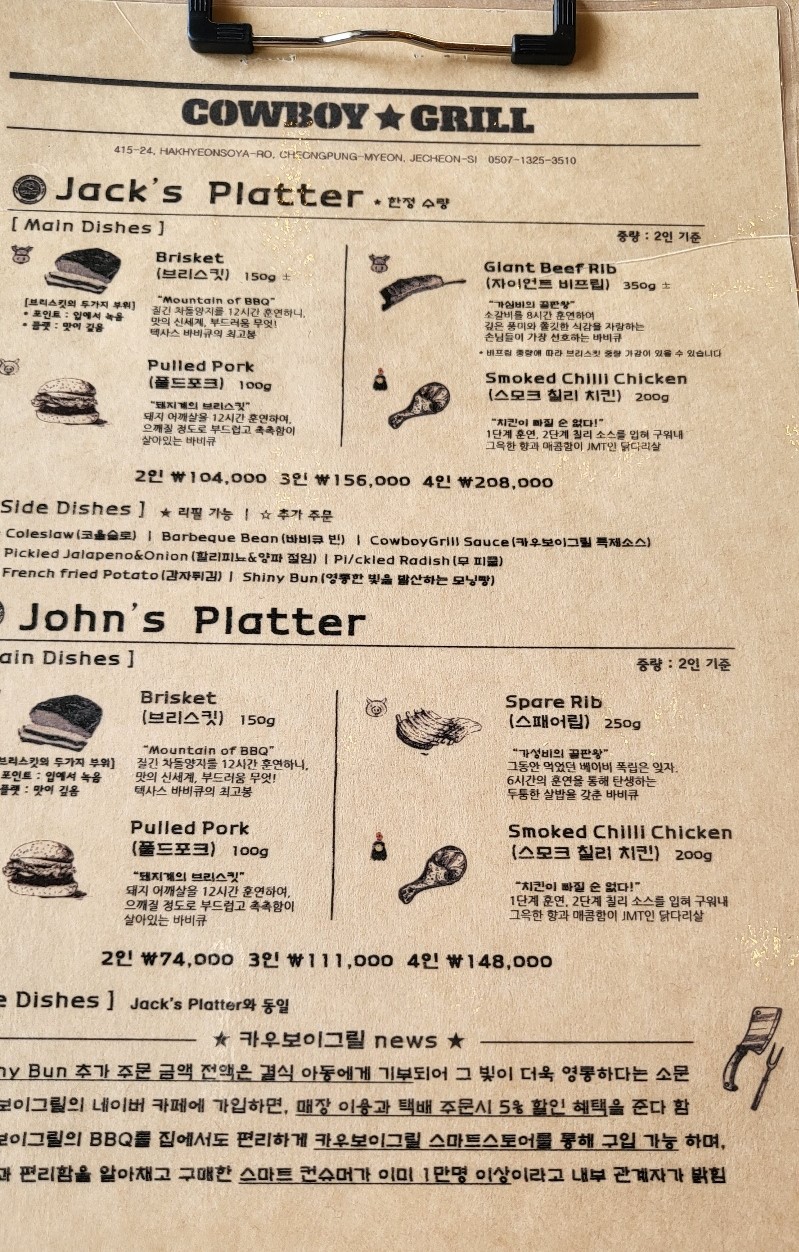 COWBOY★GRILL
415-24, HAKHYEONSOYA-RO, CHEONGPUNG-MYEON, JECHEON-SI 0507-1325-3510
Jack's Platter ★ 한정 수량
[ Main Dishes ]
중량 : 2인 기준
Brisket
(브리스킷) 150g ±
[브리스킷의 두가지 부위]
* 포인트 : 입에서 녹음
* 플랫 : 맛이 깊음
"Mountain of BBQ"
질긴 차돌양지를 12시간 훈연하니,
맛의 신세계, 부드러움 무엇!
텍사스 바비큐의 최고봉
Giant Beef Rib
(자이언트 비프립) 350g ±
"가심비의 끝판왕"
소갈비를 8시간 훈연하여
깊은 풍미와 쫄깃한 식감을 자랑하는
손님들이 가장 선호하는 바비큐
* 비프립 중량에 따라 브리스킷 중량 가감이 있을 수 있습니다
Pulled Pork
(풀드포크) 100g
"돼지계의 브리스킷"
돼지 어깨살을 12시간 훈연하여,
으깨질 정도로 부드럽고 촉촉함이
살아있는 바비큐
Smoked Chilli Chicken
(스모크 칠리 치킨) 200g
"치킨이 빠질 순 없다!"
1단계 훈연, 2단계 칠리 소스를 입혀 구워내
그윽한 향과 매콤함이 JMT인 닭다리살
2인 ₩104,000 3인 ₩156,000 4인 ₩208,000
Side Dishes ] ★ 리필 가능 | ☆ 추가 주문
Coleslaw(코울슬로) | Barbeque Bean(바비큐 빈) | CowboyGrill Sauce(카우보이그릴 특제소스)
Pickled Jalapeno&Onion(할라피뇨&양파 절임) | Pi/ckled Radish(무 피클)
French fried Potato(감자튀김) | Shiny Bun(영롱한 빛을 발산하는 모닝빵)
John's Platter
ain Dishes ]
중량 : 2인 기준
Brisket
(브리스킷) 150g
브리스킷의 두가지 부위]
포인트 : 입에서 녹음
플랫 : 맛이 깊음
"Mountain of BBQ"
질긴 차돌양지를 12시간 훈연하니,
맛의 신세계, 부드러움 무엇!
텍사스 바비큐의 최고봉
Spare Rib
(스패어립) 250g
"가성비의 끝판왕"
그동안 먹었던 베이비 폭립은 잊자.
6시간의 훈연을 통해 탄생하는
두툼한 살밥을 갖춘 바비큐
Pulled Pork
(풀드포크) 100g
"돼지계의 브리스킷"
돼지 어깨살을 12시간 훈연하여,
으깨질 정도로 부드럽고 촉촉함이
살아있는 바비큐
Smoked Chilli Chicken
(스모크 칠리 치킨) 200g
"치킨이 빠질 순 없다!"
1단계 훈연, 2단계 칠리 소스를 입혀 구워내
그윽한 향과 매콤함이 JMT인 닭다리살
2인 ₩74,000 3인 ₩111,000 4인 ₩148,000
e Dishes ] Jack's Platter와 동일
★ 카우보이그릴 news ★
ny Bun 추가 주문 금액 전액은 결식 아동에게 기부되어 그 빛이 더욱 영롱하다는 소문
보이그릴의 네이버 카페에 가입하면, 매장 이용과 택배 주문시 5% 할인 혜택을 준다 함
보이그릴의 BBQ를 집에서도 편리하게 카우보이그릴 스마트스토어를 통해 구입 가능 하며,
과 편리함을 알아채고 구매한 스마트 컨슈머가 이미 1만명 이상이라고 내부 관계자가 밝힘